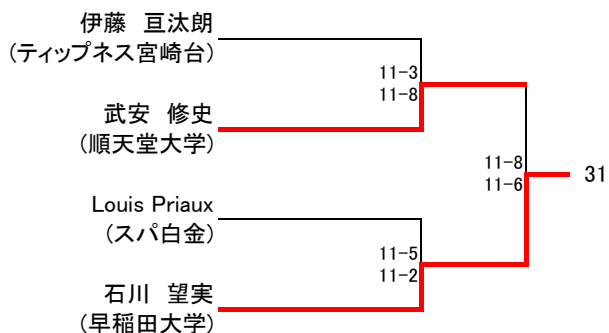 伊藤　亘汰朗
(ティップネス宮崎台)
11-3
11-8
武安　修史
(順天堂大学)
11-8
11-6
31
Louis Priaux
(スパ白金)
11-5
11-2
石川　望実
(早稲田大学)